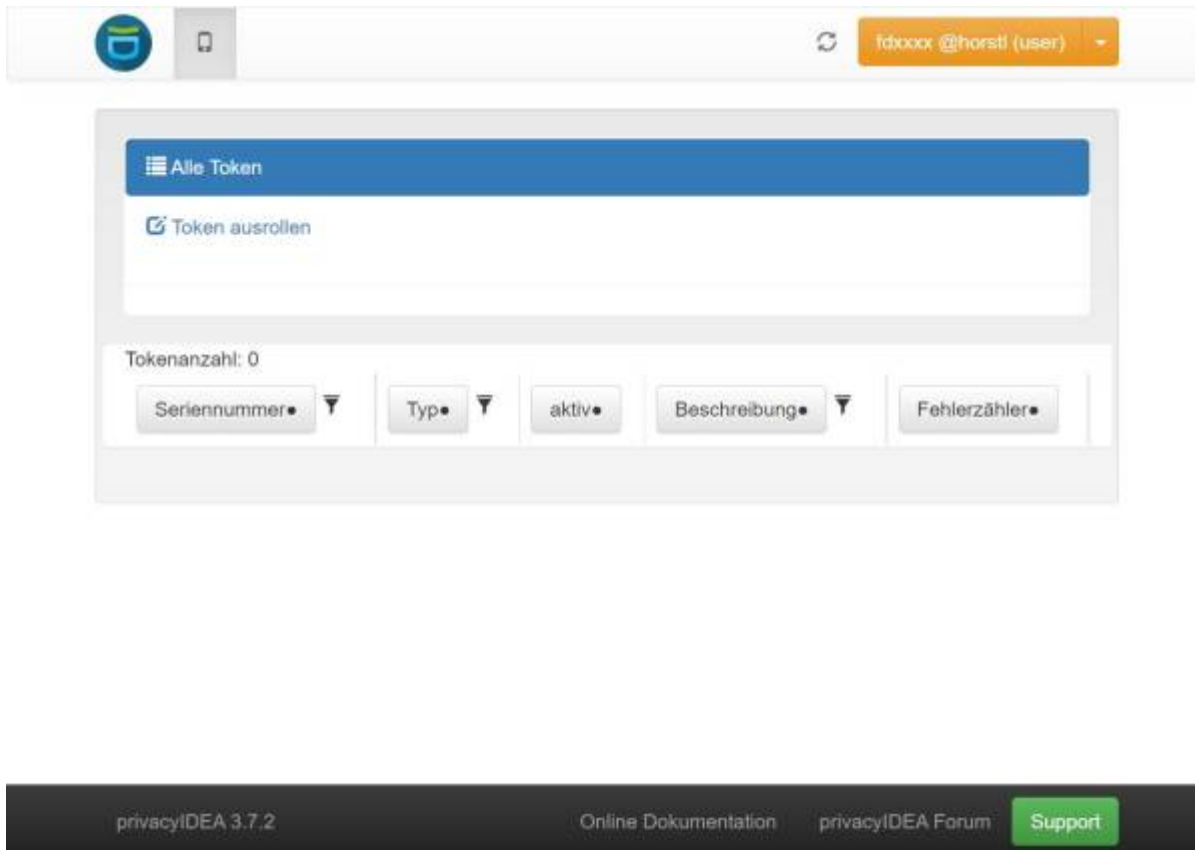 fdxxxx @horstl (user)
Alle Token
Token ausrollen
Tokenanzahl: 0
Seriennummer● Typ● aktiv● Beschreibung● Fehlerzähler●
privacyIDEA 3.7.2 Online Dokumentation privacyIDEA Forum Support